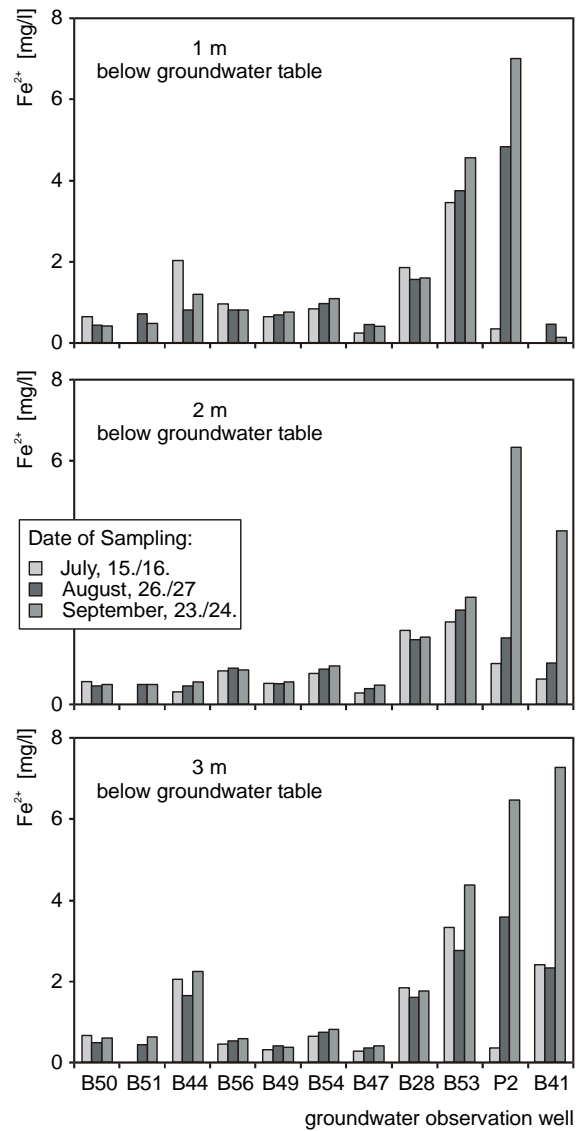 8
1 m
below groundwater table
Fe²⁺ [mg/l]
6
4
2
0
8
2 m
below groundwater table
Fe²⁺ [mg/l]
6
Date of Sampling:
July, 15./16.
August, 26./27
September, 23./24.
0
8
3 m
below groundwater table
Fe²⁺ [mg/l]
6
4
2
0
B50 B51 B44 B56 B49 B54 B47 B28 B53 P2 B41
groundwater observation well